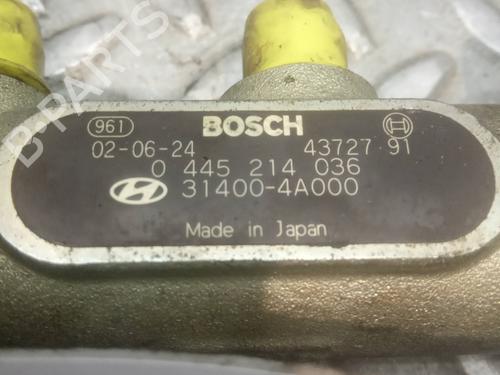 961 BOSCH
02-06-24 43727 91
0 445 214 036
31400-4A000
Made in Japan
B-PARTS